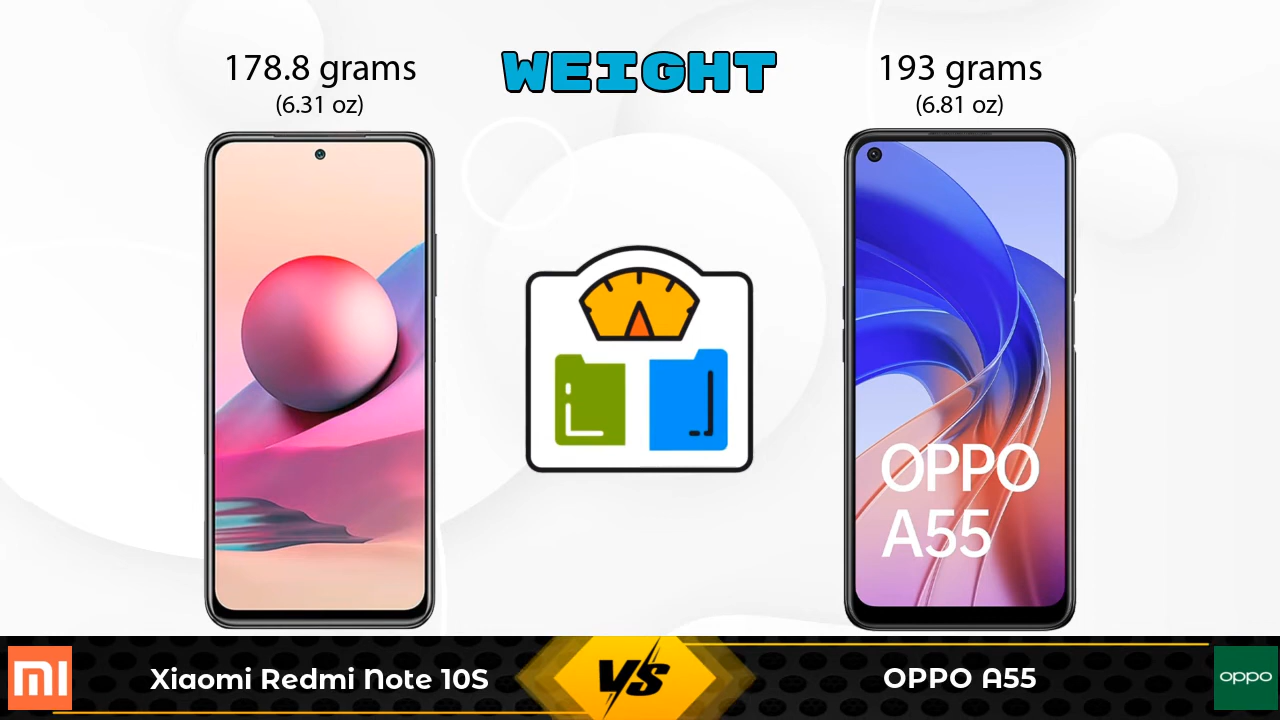 WEIGHT
178.8 grams
(6.31 oz)
193 grams
(6.81 oz)
OPPO
A55
mi
Xiaomi Redmi Note 10S
VS
OPPO A55
oppo